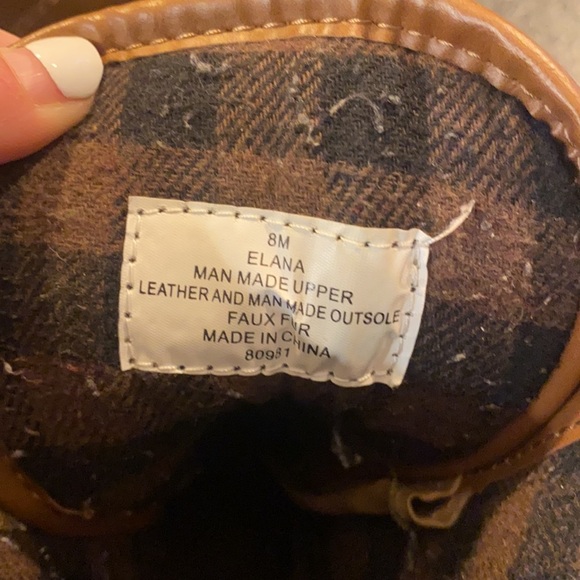 8M
ELANA
MAN MADE UPPER
LEATHER AND MAN MADE OUTSOLE
FAUX FUR
MADE IN CHINA
80981